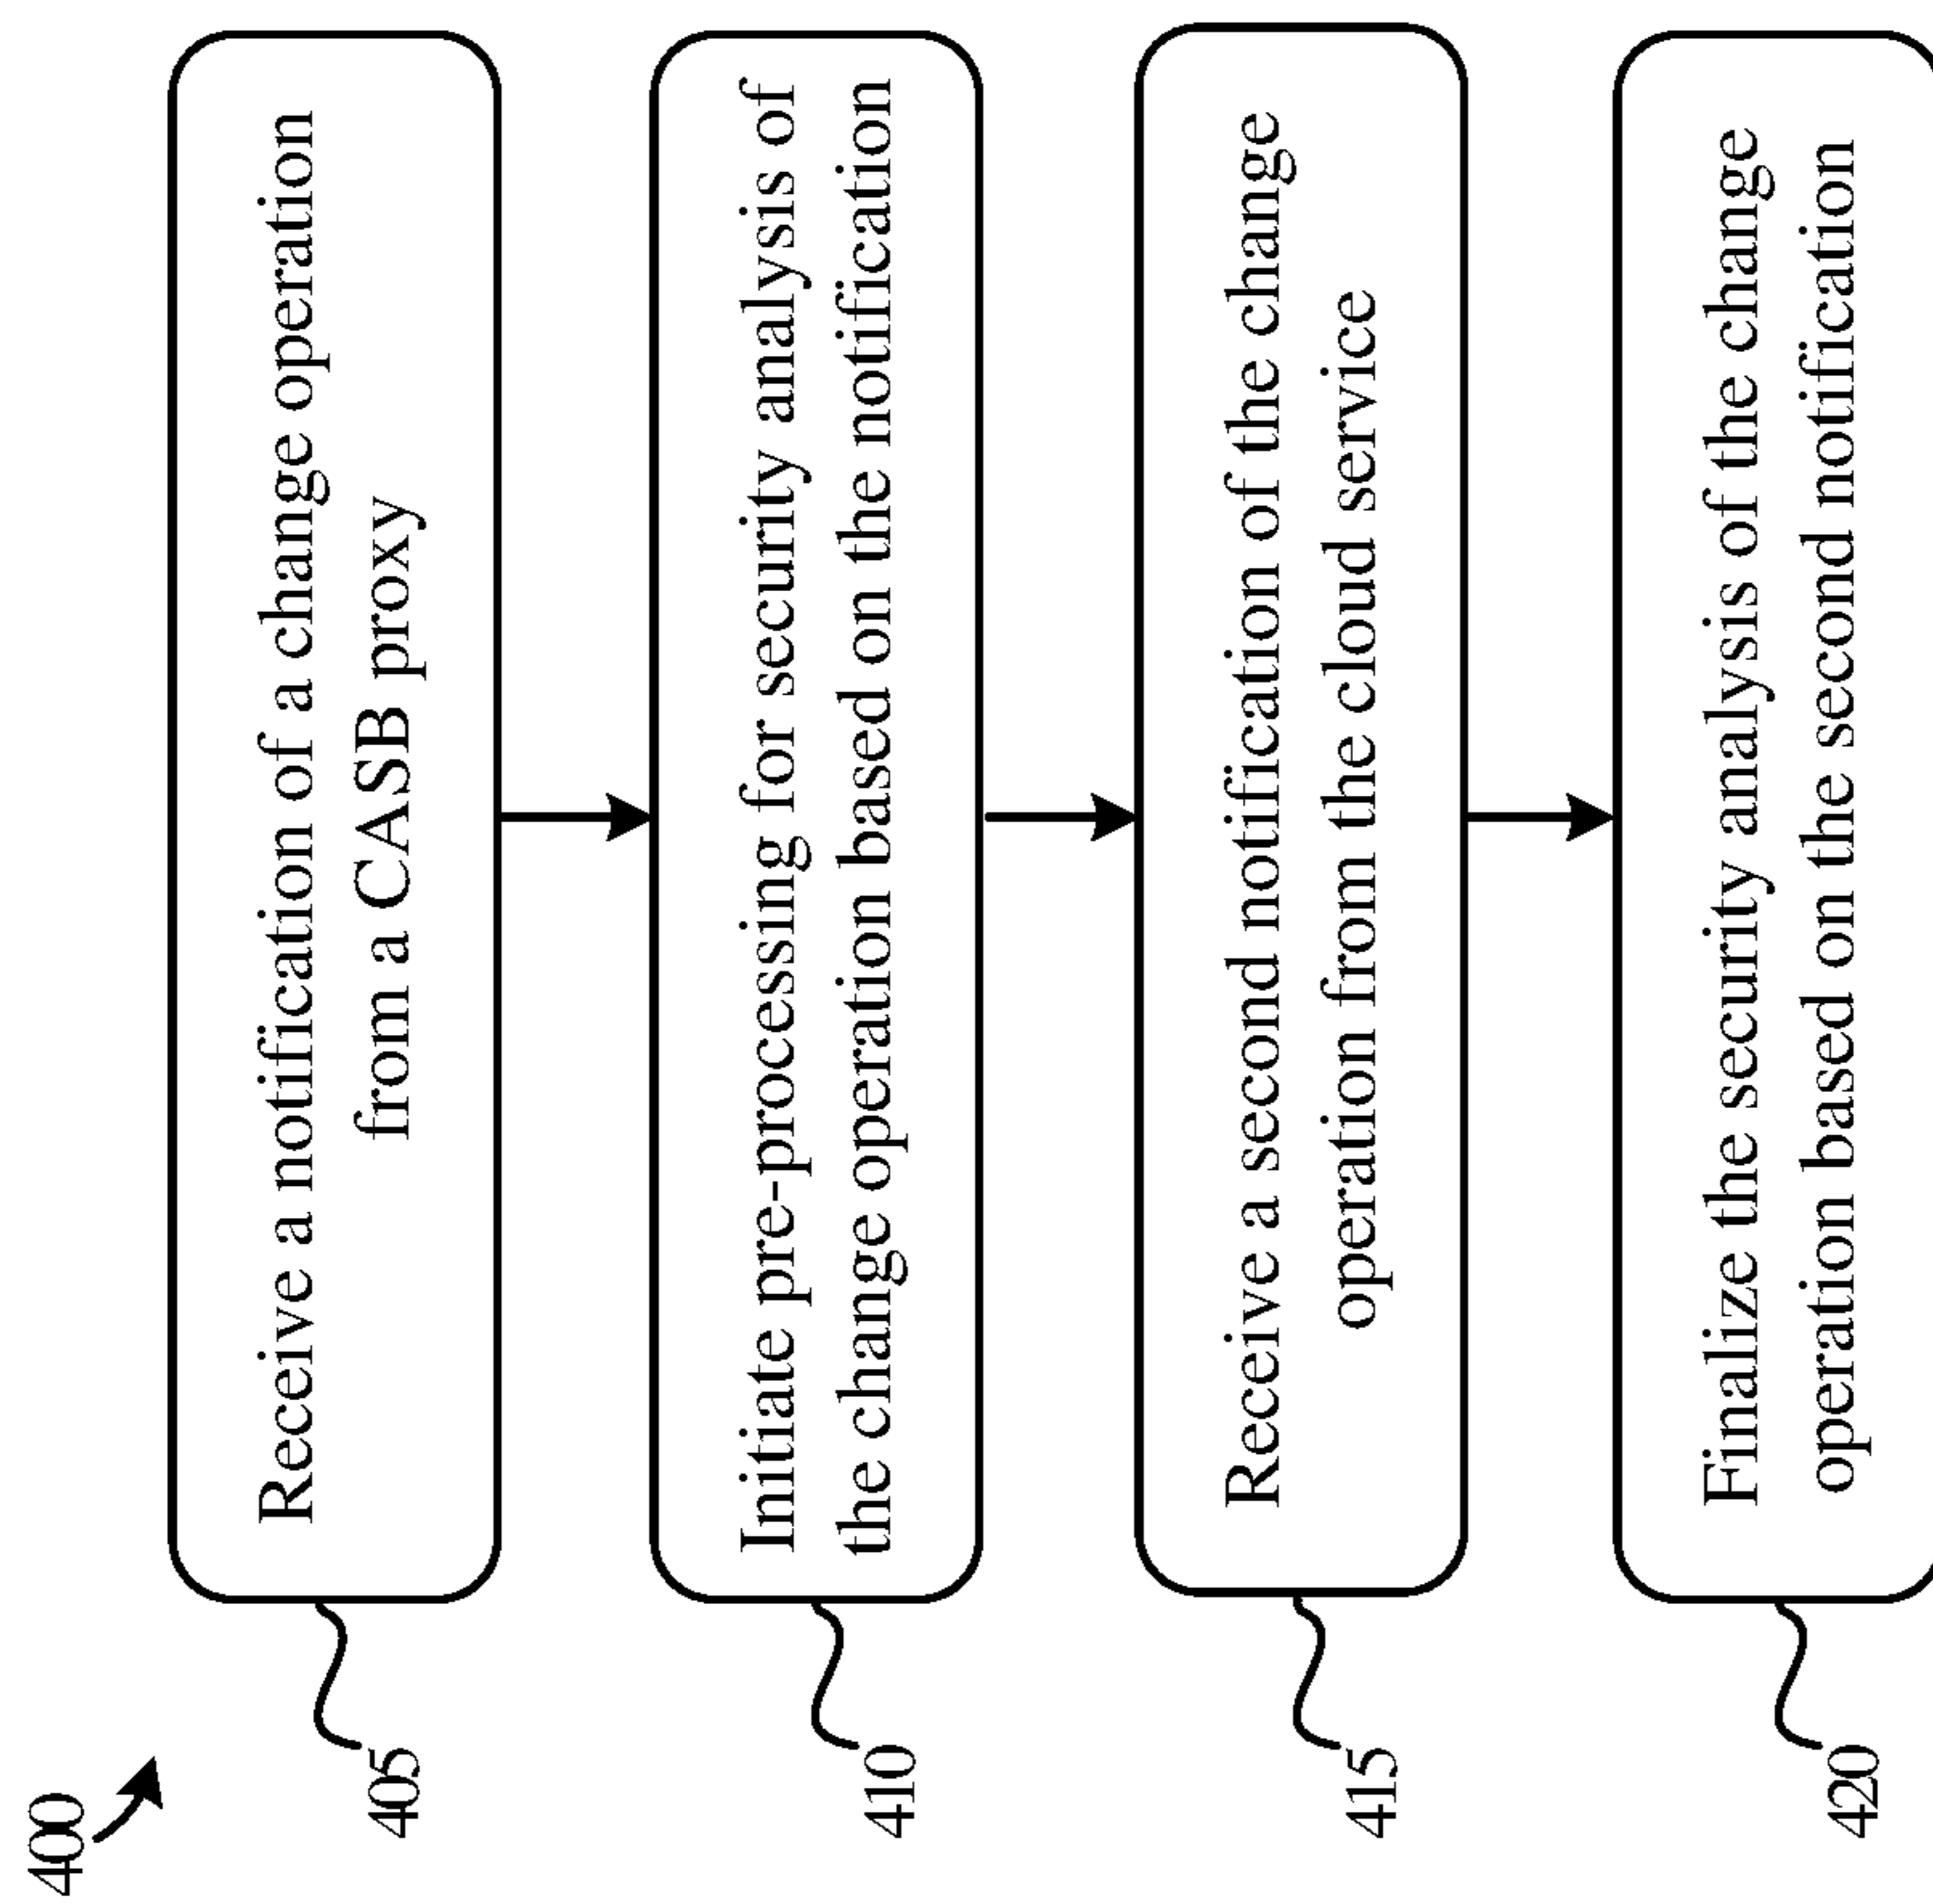 400
405
Receive a notification of a change operation
from a CASB proxy
410
Initiate pre-processing for security analysis of
the change operation based on the notification
415
Receive a second notification of the change
operation from the cloud service
420
Finalize the security analysis of the change
operation based on the second notification